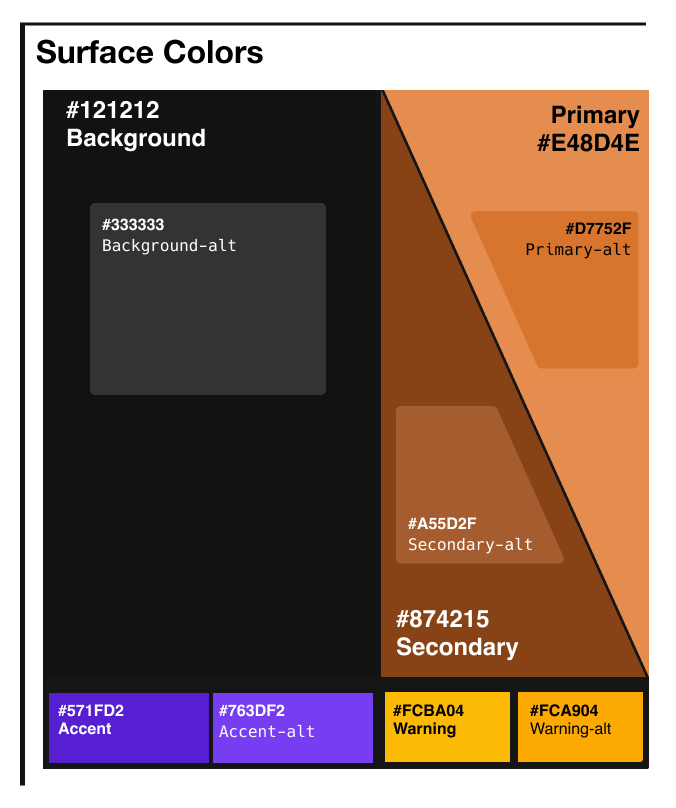 Surface Colors
#121212
Background
Primary
#E48D4E
#333333
Background-alt
#D7752F
Primary-alt
#A55D2F
Secondary-alt
#874215
Secondary
#571FD2
Accent
#763DF2
Accent-alt
#FCBA04
Warning
#FCA904
Warning-alt